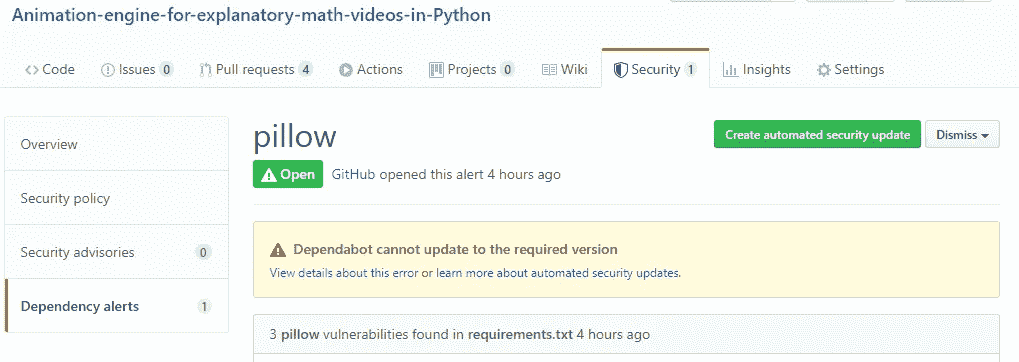 Animation-engine-for-explanatory-math-videos-in-Python
Code Issues 0 Pull requests 4 Actions Projects 0 Wiki Security 1 Insights Settings
Overview
Security policy
Security advisories 0
Dependency alerts 1
pillow
Create automated security update Dismiss
Open GitHub opened this alert 4 hours ago
Dependabot cannot update to the required version
View details about this error or learn more about automated security updates.
3 pillow vulnerabilities found in requirements.txt 4 hours ago